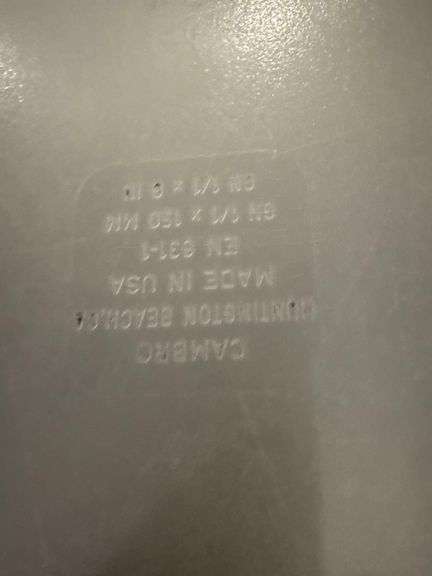 CAMBRO
HUNTINGTON BEACH, CA
MADE IN USA
EN 631-1
GN 1/1 x 150 MM
GN 1/1 x 6 IN